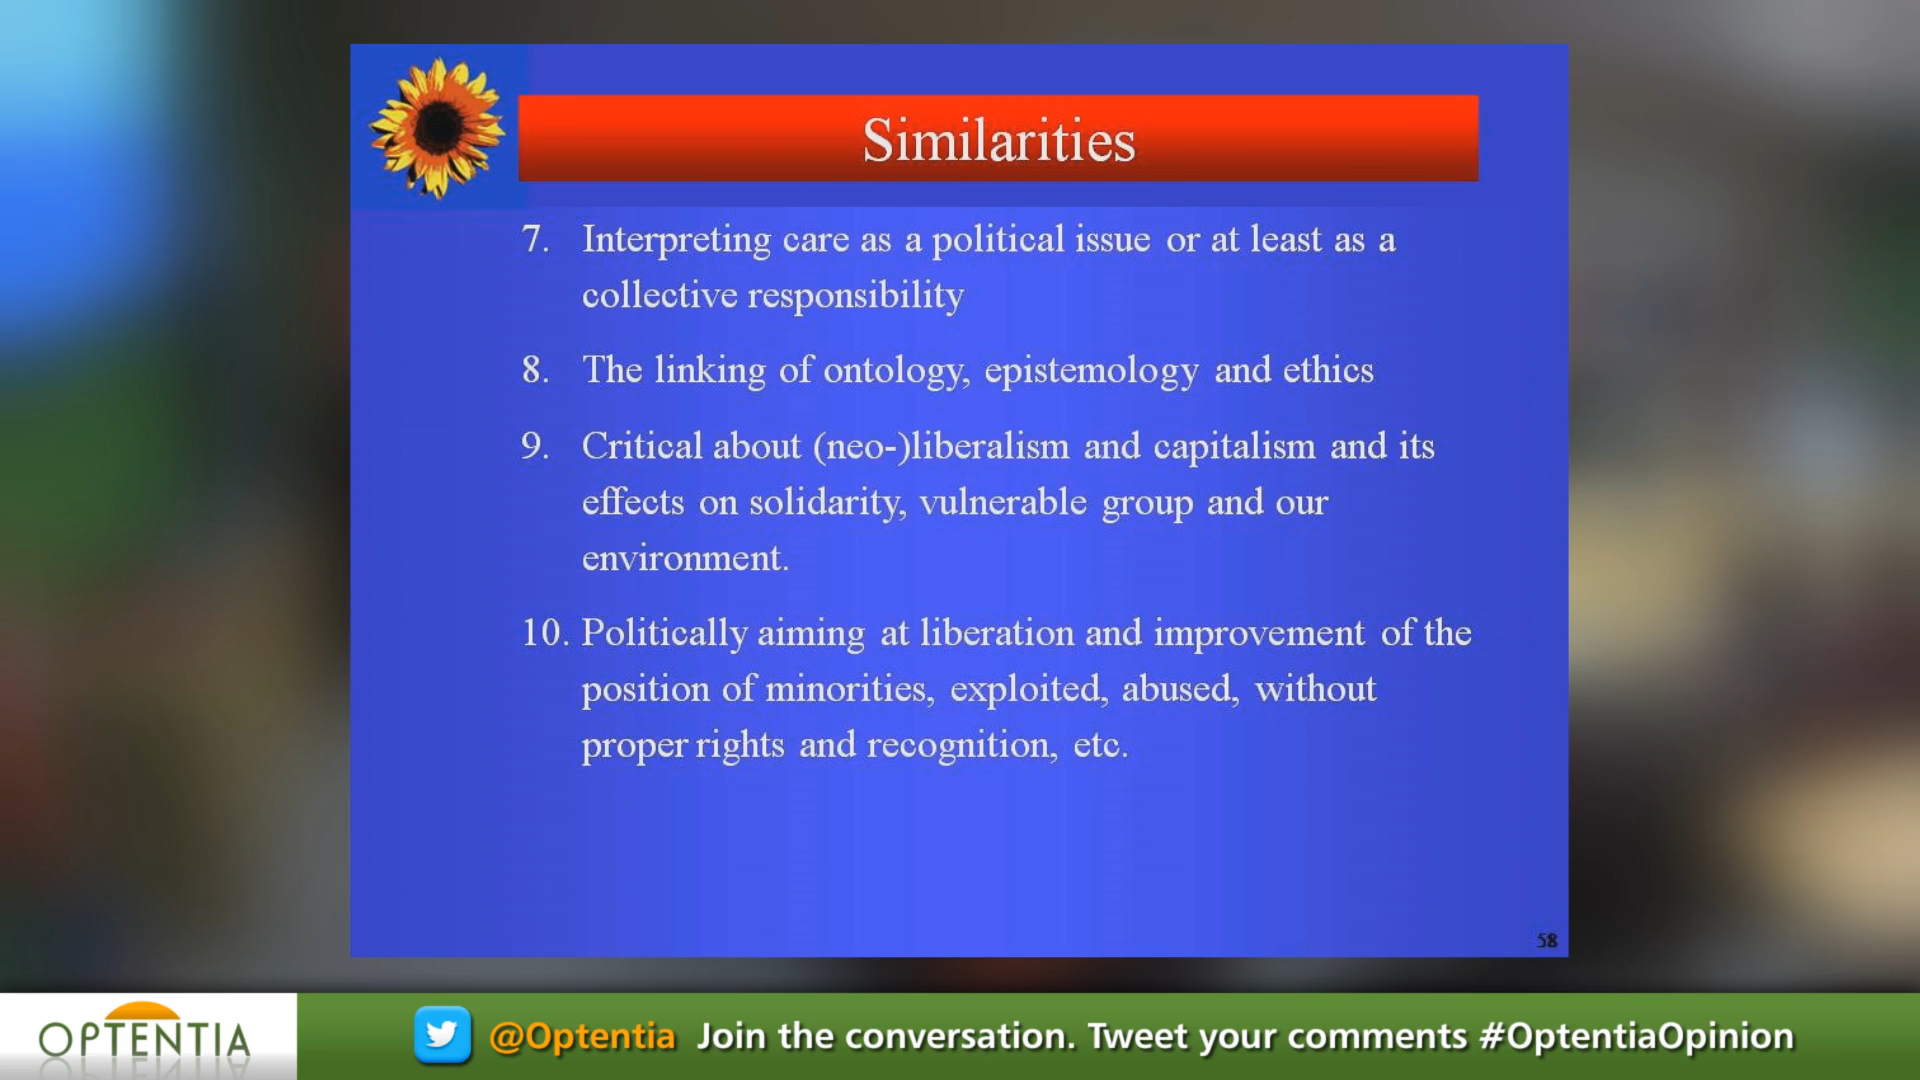 Similarities
7. Interpreting care as a political issue or at least as a
collective responsibility
8. The linking of ontology, epistemology and ethics
9. Critical about (neo-)liberalism and capitalism and its
effects on solidarity, vulnerable group and our
environment.
10. Politically aiming at liberation and improvement of the
position of minorities, exploited, abused, without
proper rights and recognition, etc.
58
OPTENTIA
@Optentia Join the conversation. Tweet your comments #OptentiaOpinion